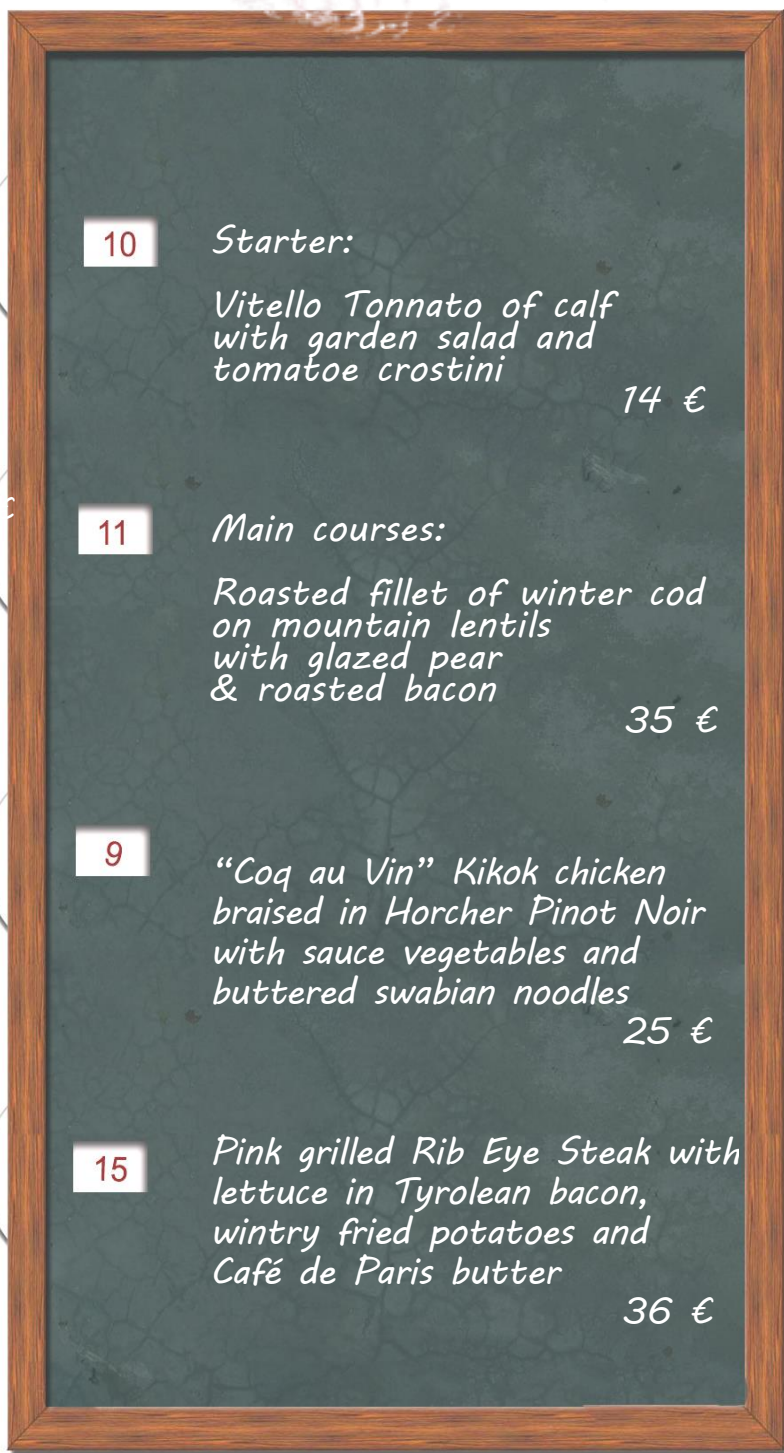 10 Starter:
Vitello Tonnato of calf
with garden salad and
tomatoe crostini
14 €
11 Main courses:
Roasted fillet of winter cod
on mountain lentils
with glazed pear
& roasted bacon
35 €
9 “Coq au Vin” Kikok chicken
braised in Horcher Pinot Noir
with sauce vegetables and
buttered swabian noodles
25 €
15 Pink grilled Rib Eye Steak with
lettuce in Tyrolean bacon,
wintry fried potatoes and
Café de Paris butter
36 €